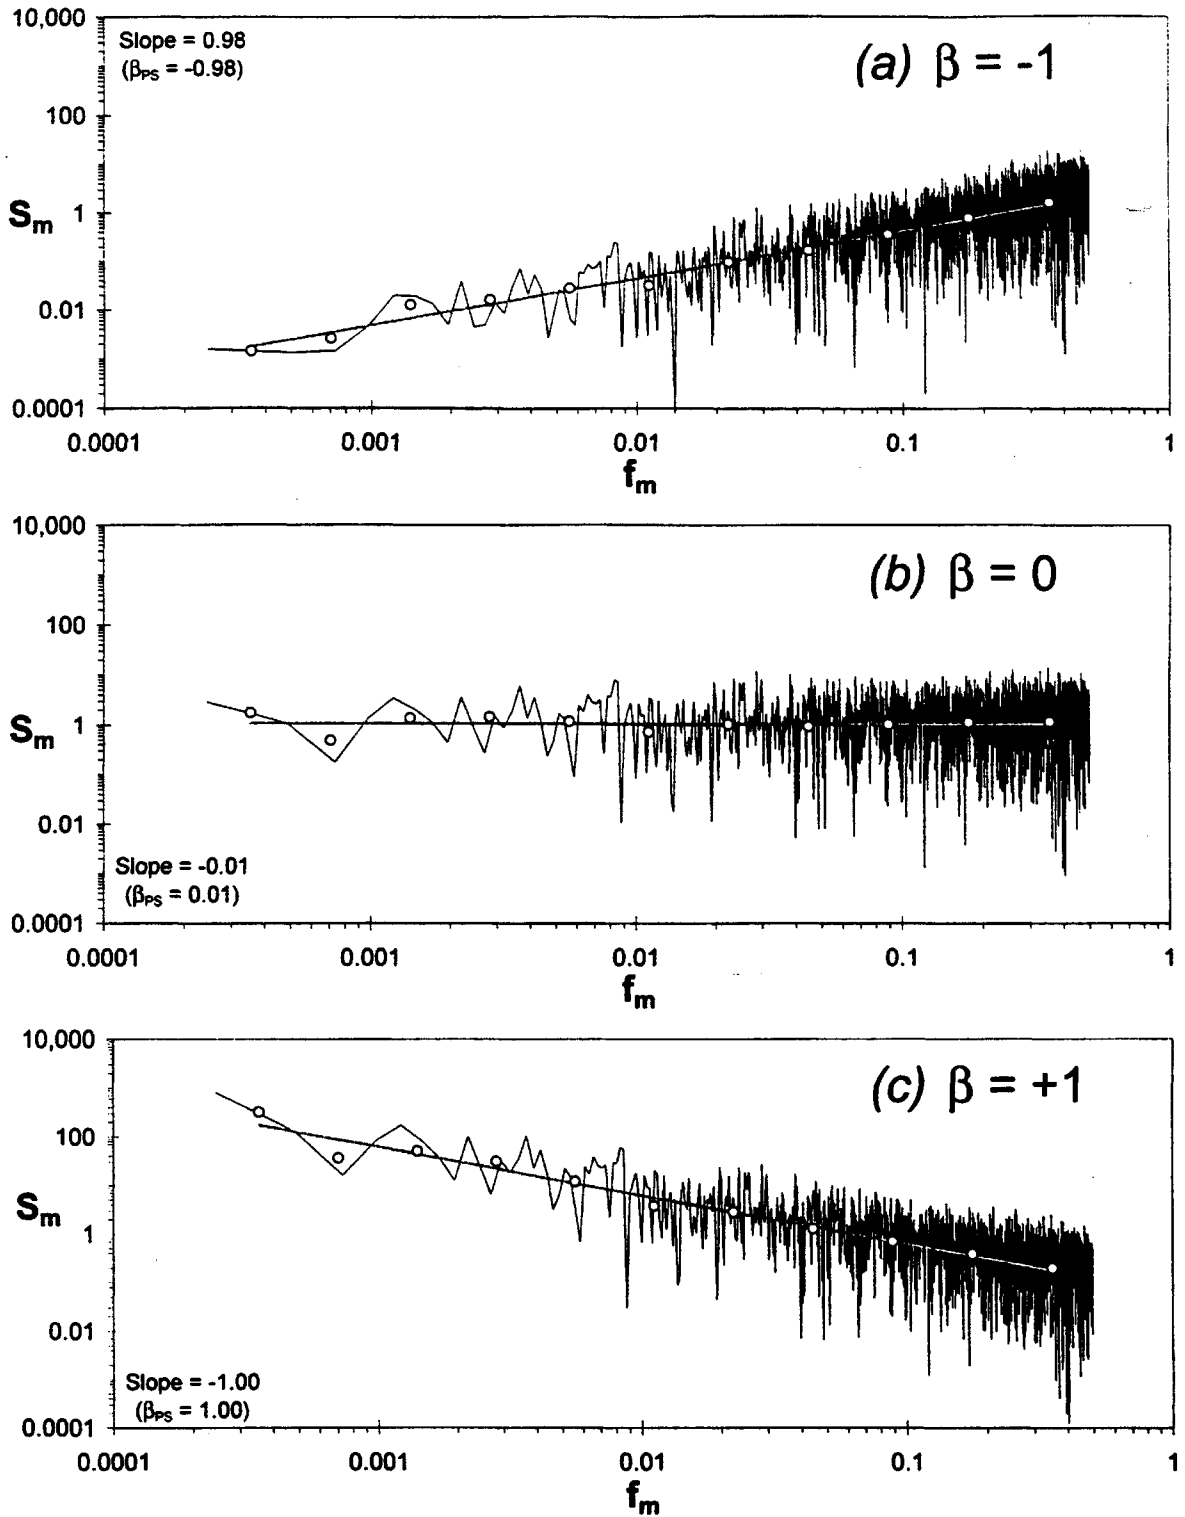 10,000
Slope = 0.98
(βPS = -0.98)
(a) β = -1
100
Sm
1
0.01
0.0001
0.0001
0.001
0.01
0.1
1
fm
10,000
(b) β = 0
100
Sm
1
0.01
Slope = -0.01
(βPS = 0.01)
0.0001
0.0001
0.001
0.01
0.1
1
fm
10,000
(c) β = +1
100
Sm
1
0.01
Slope = -1.00
(βPS = 1.00)
0.0001
0.0001
0.001
0.01
0.1
1
fm